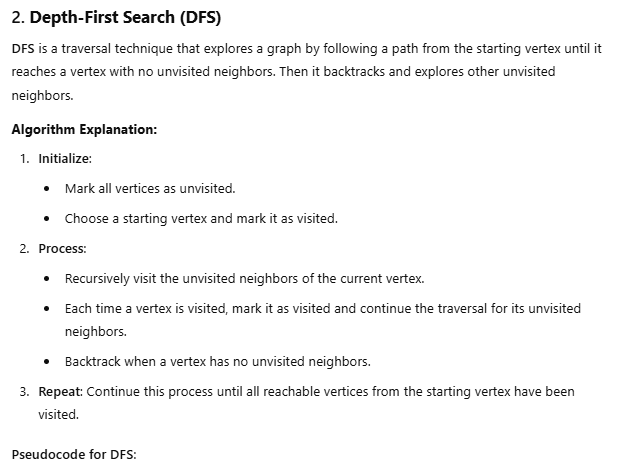 2. Depth-First Search (DFS)
DFS is a traversal technique that explores a graph by following a path from the starting vertex until it
reaches a vertex with no unvisited neighbors. Then it backtracks and explores other unvisited
neighbors.
Algorithm Explanation:
1. Initialize:
• Mark all vertices as unvisited.
• Choose a starting vertex and mark it as visited.
2. Process:
• Recursively visit the unvisited neighbors of the current vertex.
• Each time a vertex is visited, mark it as visited and continue the traversal for its unvisited
neighbors.
• Backtrack when a vertex has no unvisited neighbors.
3. Repeat: Continue this process until all reachable vertices from the starting vertex have been
visited.
Pseudocode for DFS: